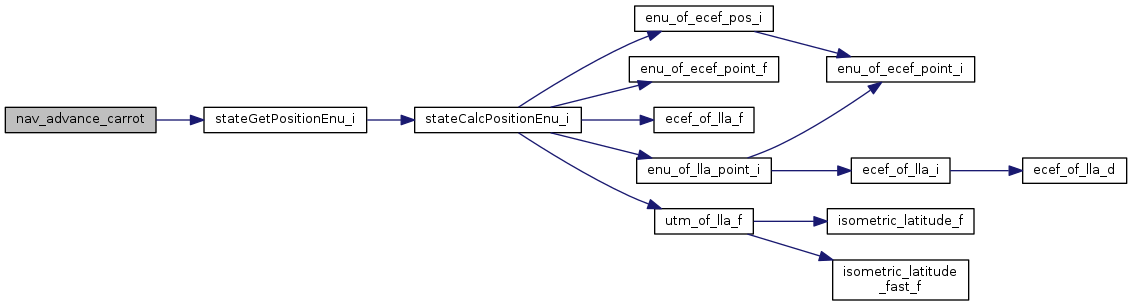 nav_advance_carrot
stateGetPositionEnu_i
stateCalcPositionEnu_i
enu_of_ecef_pos_i
enu_of_ecef_point_i
enu_of_ecef_point_f
ecef_of_lla_f
enu_of_lla_point_i
ecef_of_lla_i
ecef_of_lla_d
utm_of_lla_f
isometric_latitude_f
isometric_latitude
_fast_f